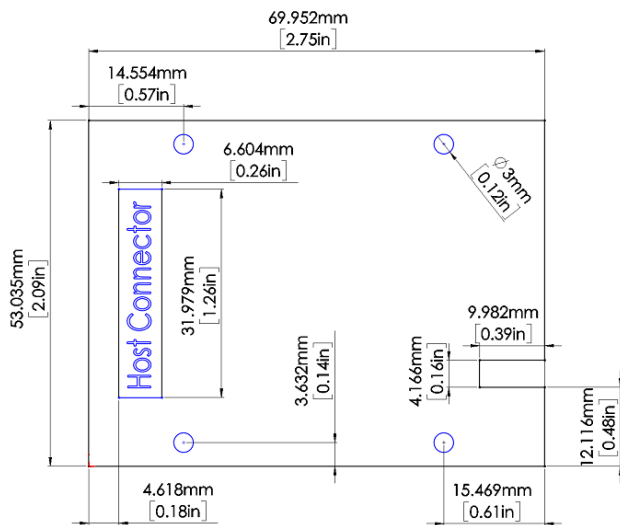 69.952mm
[2.75in]
14.554mm
[0.57in]
6.604mm
[0.26in]
∅3mm
[0.12in]
53.035mm
[2.09in]
Host Connector
31.979mm
[1.26in]
9.982mm
[0.39in]
3.632mm
[0.14in]
4.166mm
[0.16in]
12.116mm
[0.48in]
4.618mm
[0.18in]
15.469mm
[0.61in]